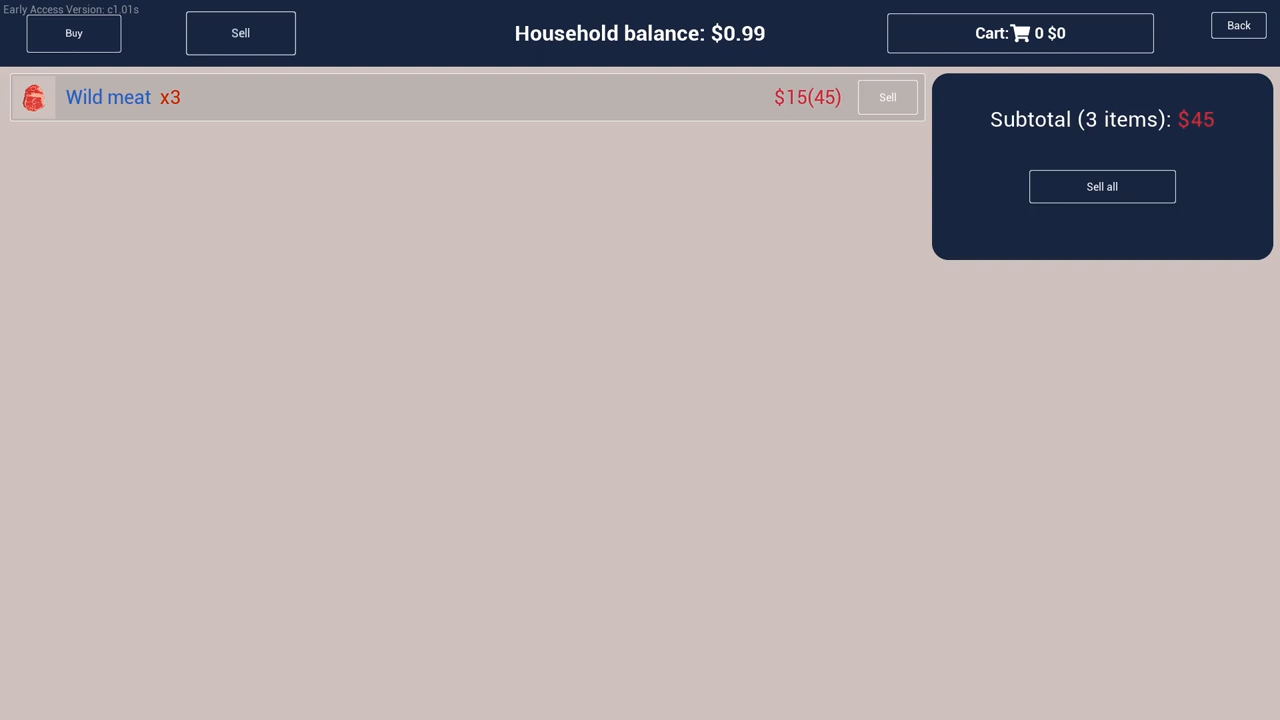 Early Access Version: c1.01s
Buy
Sell
Household balance: $0.99
Cart: 0 $0
Back
Wild meat x3
$15(45)
Sell
Subtotal (3 items): $45
Sell all